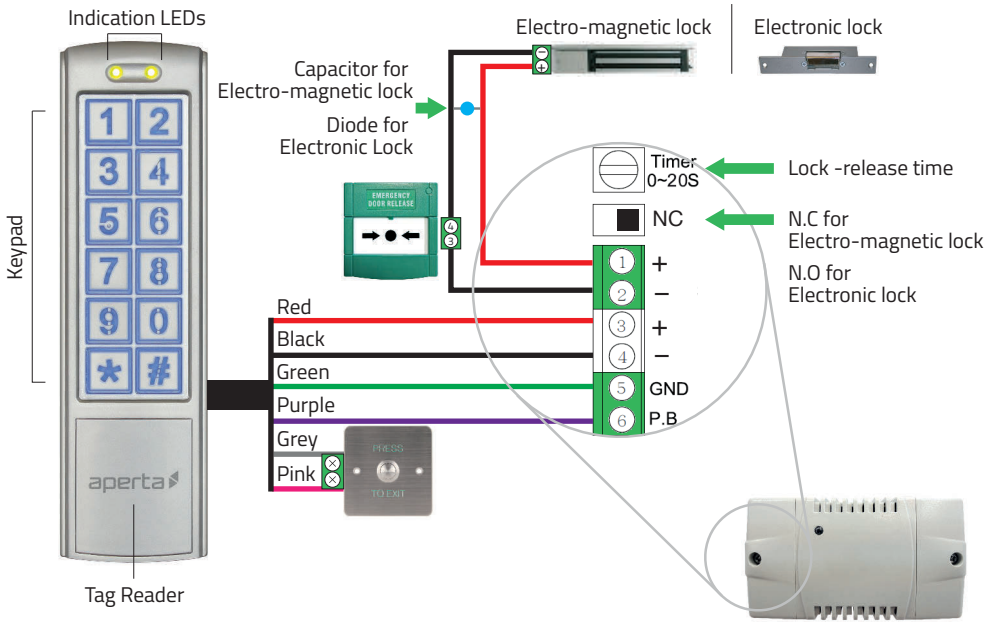 Indication LEDs
Keypad
1 2
3 4
5 6
7 8
9 0
* #
aperta
Tag Reader
Electro-magnetic lock
Electronic lock
−
+
Capacitor for
Electro-magnetic lock
Diode for
Electronic Lock
EMERGENCY
DOOR RELEASE
4
3
Timer
0~20S
Lock -release time
NC
N.C for
Electro-magnetic lock
N.O for
Electronic lock
1 +
2 −
3 +
4 −
5 GND
6 P.B
Red
Black
Green
Purple
Grey
Pink
PRESS
TO EXIT